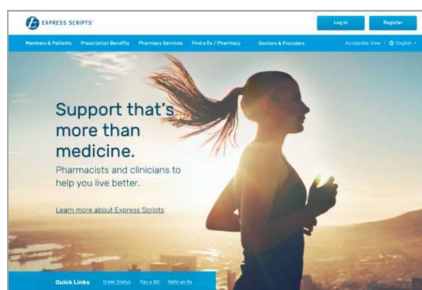 EXPRESS SCRIPTS®
Log In Register
Members & Patients Prescription Benefits Pharmacy Services Find a Rx / Pharmacy Doctors & Providers Accessible View English
Support that's
more than
medicine.
Pharmacists and clinicians to
help you live better.
Learn more about Express Scripts
Quick Links Order Status Pay a Bill Refill an Rx